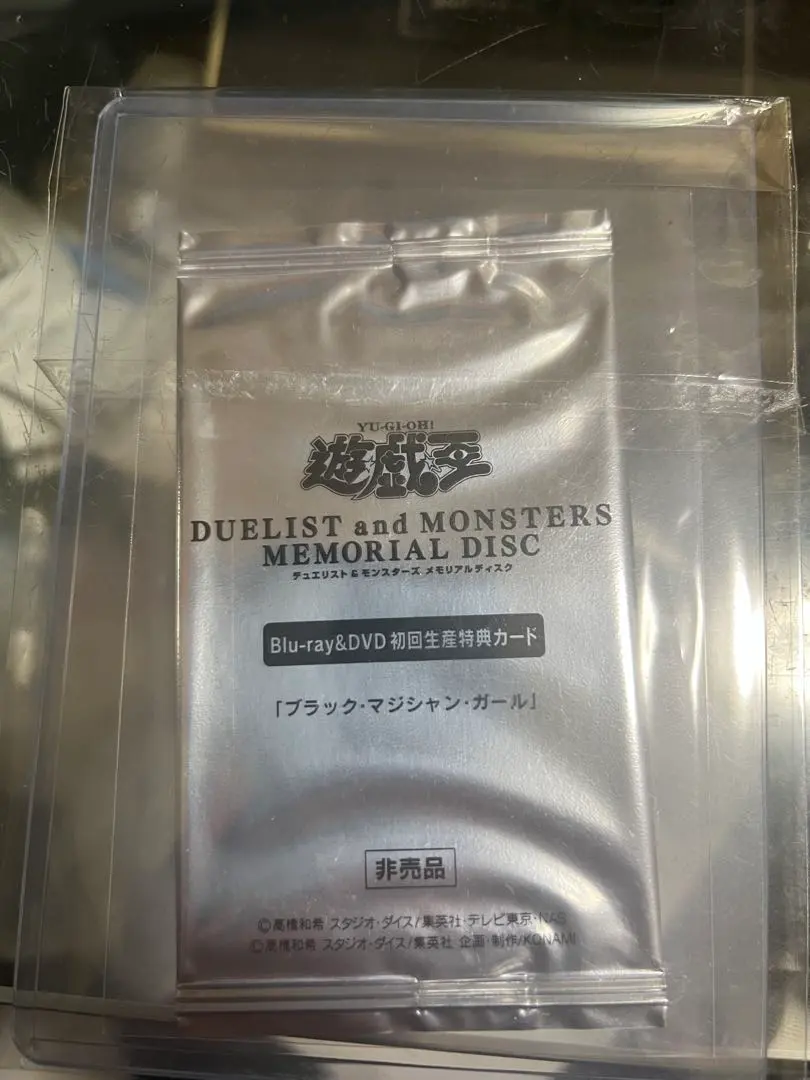 YU-GI-OH!
遊戯王
DUELIST and MONSTERS
MEMORIAL DISC
デュエリスト&モンスターズ メモリアルディスク
Blu-ray&DVD 初回生産特典カード
「ブラック・マジシャン・ガール」
非売品
©高橋和希 スタジオ・ダイス/集英社・テレビ東京・NAS
©高橋和希 スタジオ・ダイス/集英社 企画・制作/KONAMI